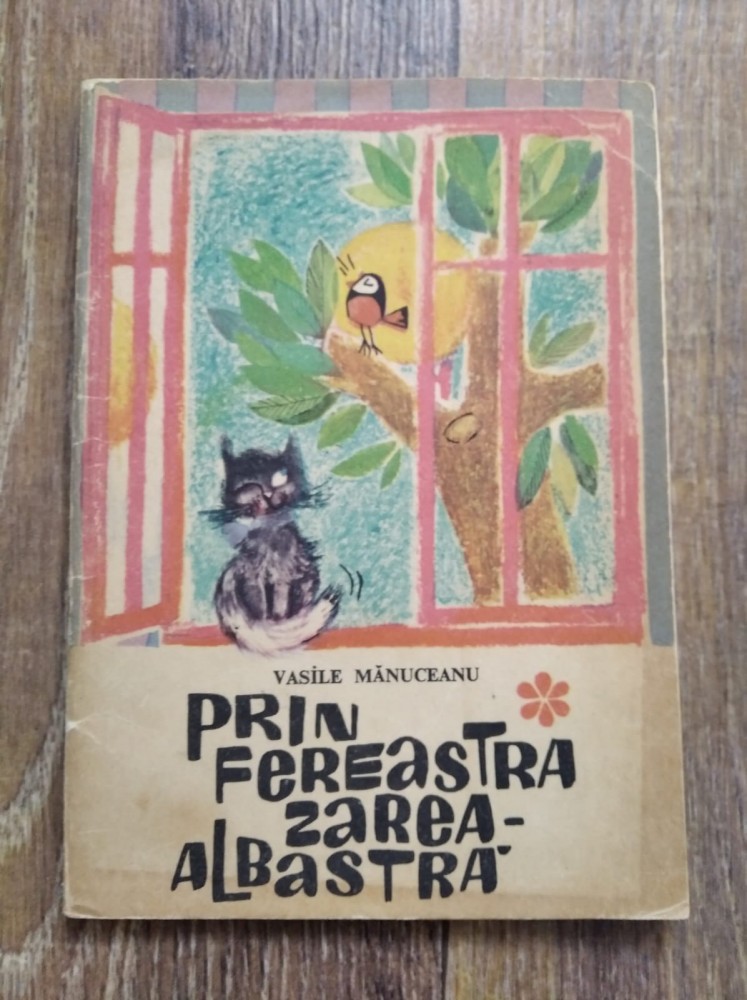 VASILE MĂNUCEANU
PRIN
FEREASTRA
ZAREA-
ALBASTRĂ